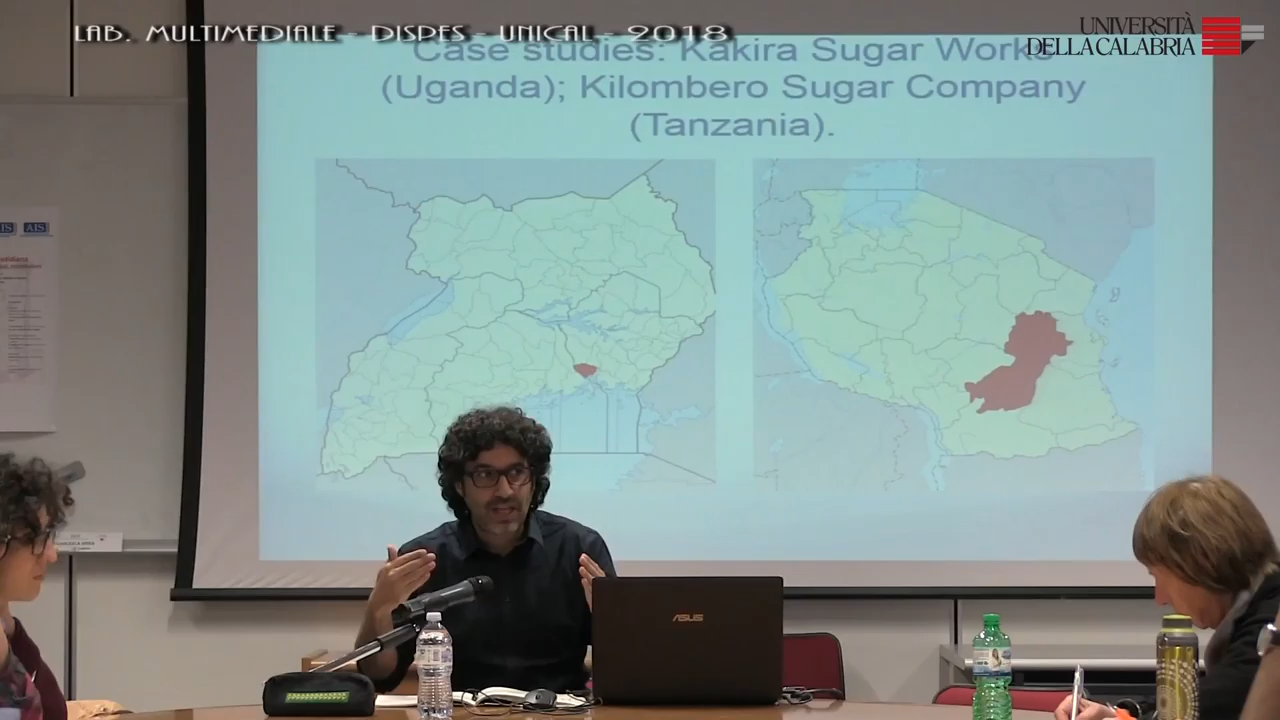 LAB. MULTIMEDIALE - DISPES - UNICAL - 2018
UNIVERSITÀ
DELLA CALABRIA
Case studies: Kakira Sugar Works
(Uganda); Kilombero Sugar Company
(Tanzania).
AIS
ASUS